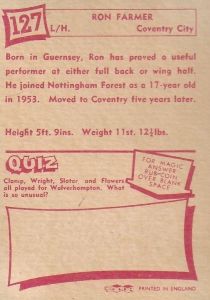 127
L/H.
RON FARMER
Coventry City
Born in Guernsey, Ron has proved a useful
performer at either full back or wing half.
He joined Nottingham Forest as a 17-year old
in 1953. Moved to Coventry five years later.
Height 5ft. 9ins. Weight 11st. 12½lbs.
QUIZ
Clamp, Wright, Slater and Flowers
all played for Wolverhampton. What
is so unusual?
FOR MAGIC
ANSWER
RUB COIN
OVER BLANK
SPACE
A&BC
PRINTED IN ENGLAND